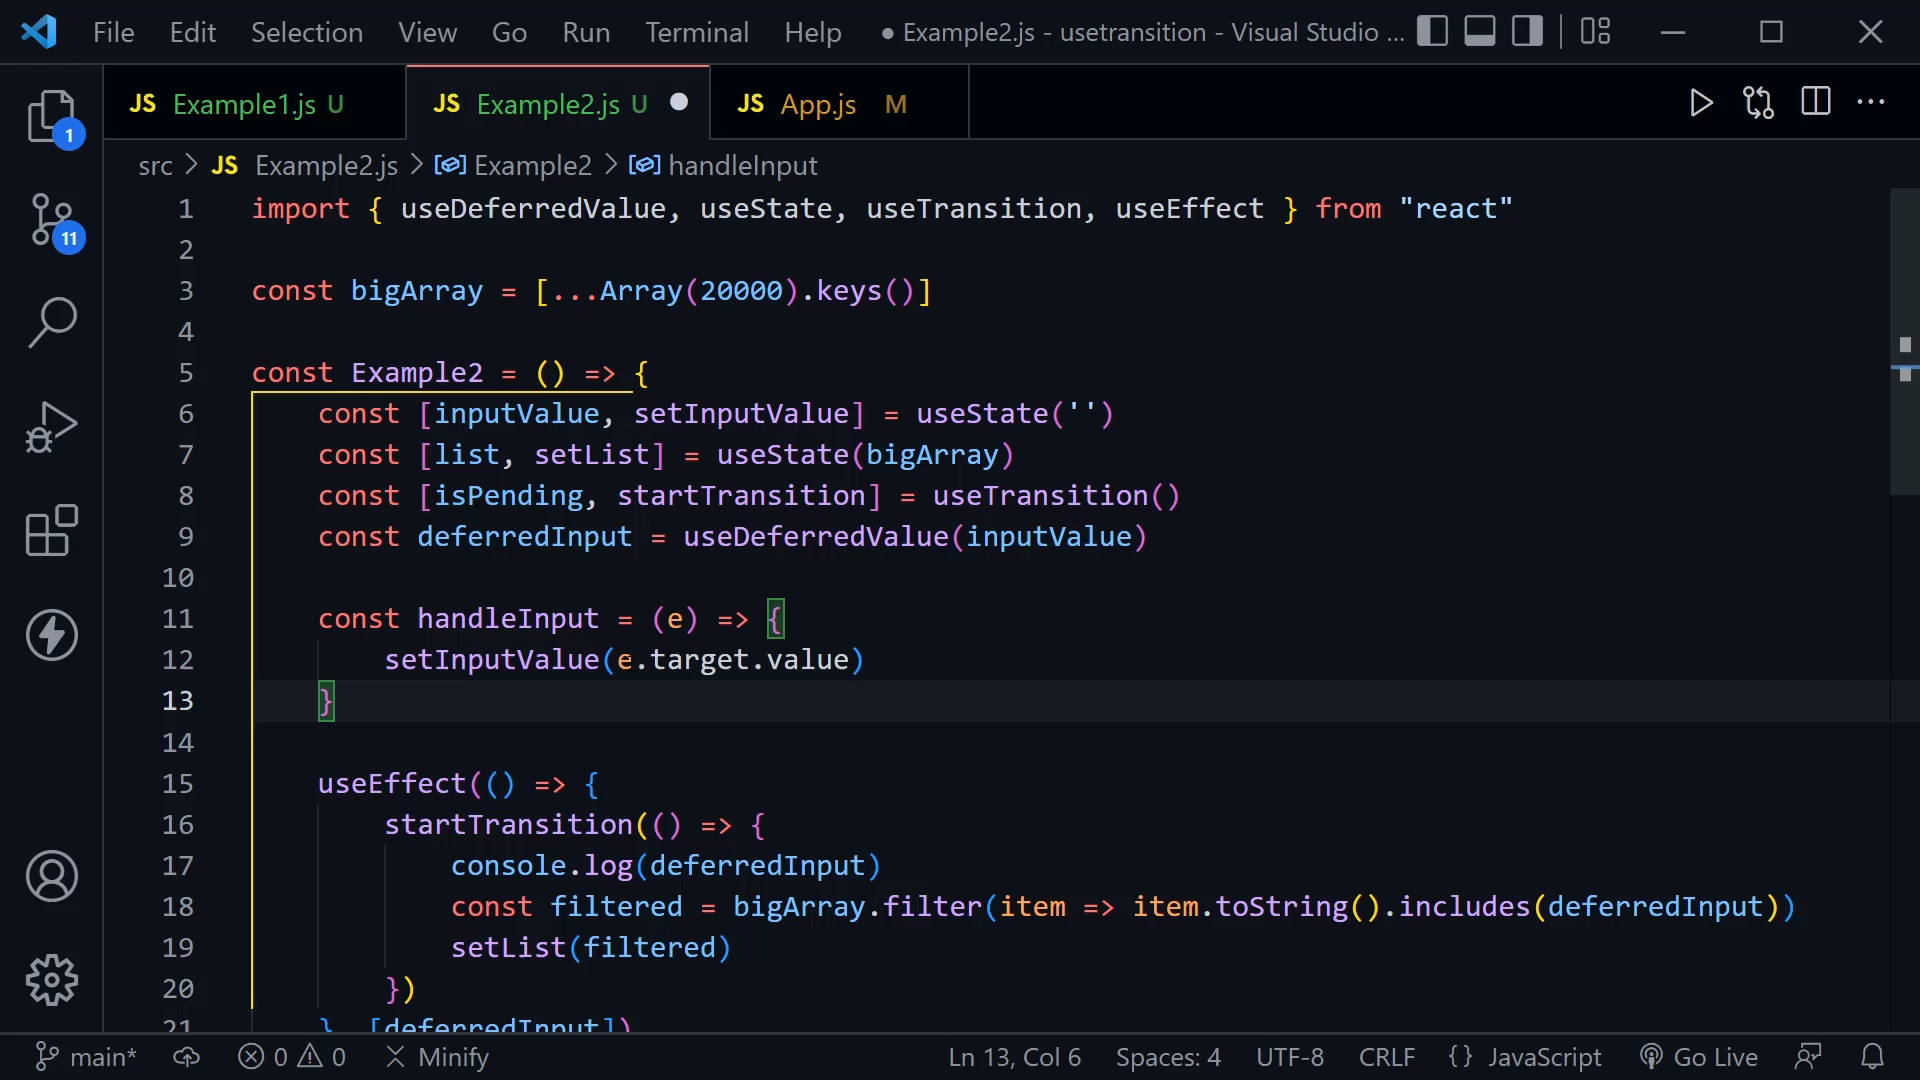 File Edit Selection View Go Run Terminal Help ● Example2.js - usetransition - Visual Studio ...
JS Example1.js U JS Example2.js U ● JS App.js M
1
11
src > JS Example2.js > Example2 > handleInput
1 import { useDeferredValue, useState, useTransition, useEffect } from "react"
2
3 const bigArray = [...Array(20000).keys()]
4
5 const Example2 = () => {
6 const [inputValue, setInputValue] = useState('')
7 const [list, setList] = useState(bigArray)
8 const [isPending, startTransition] = useTransition()
9 const deferredInput = useDeferredValue(inputValue)
10
11 const handleInput = (e) => {
12 setInputValue(e.target.value)
13 }
14
15 useEffect(() => {
16 startTransition(() => {
17 console.log(deferredInput)
18 const filtered = bigArray.filter(item => item.toString().includes(deferredInput))
19 setList(filtered)
20 })
21 }, [deferredInput])
main* 0 0 Minify Ln 13, Col 6 Spaces: 4 UTF-8 CRLF {} JavaScript Go Live